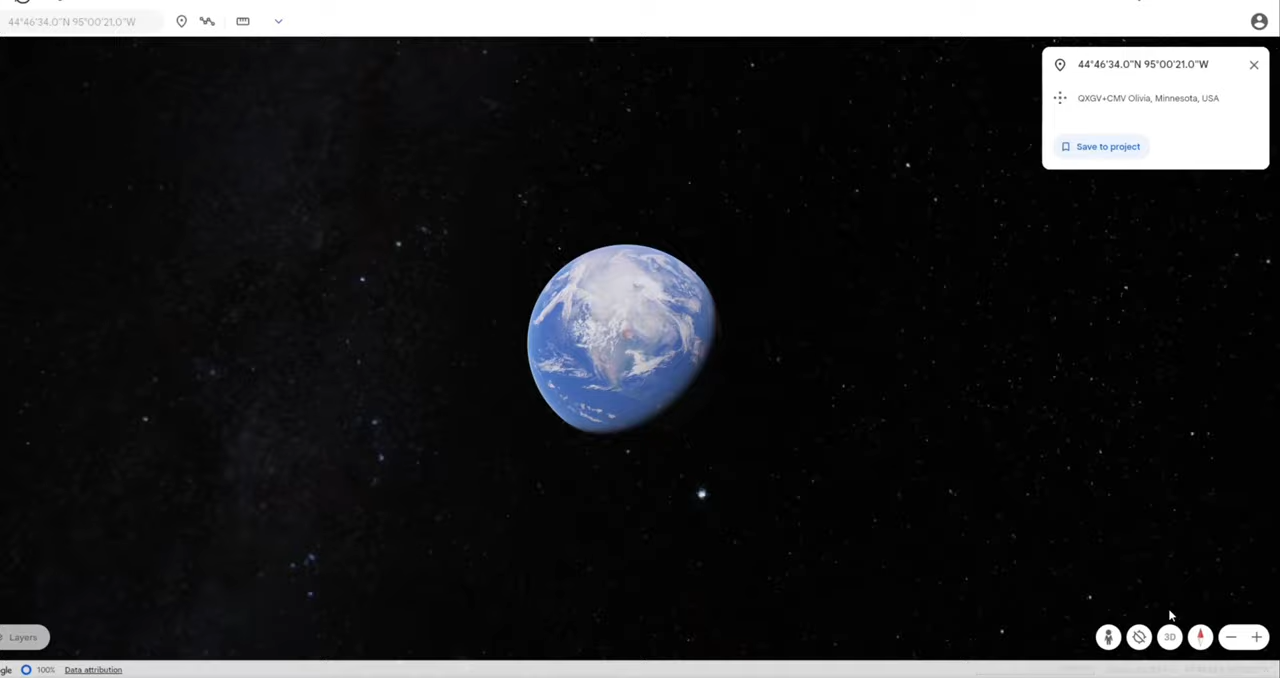 44°46'34.0"N 95°00'21.0"W
44°46'34.0"N 95°00'21.0"W
QXGV+CMV Olivia, Minnesota, USA
Save to project
Layers
3D
gle 100% Data attribution